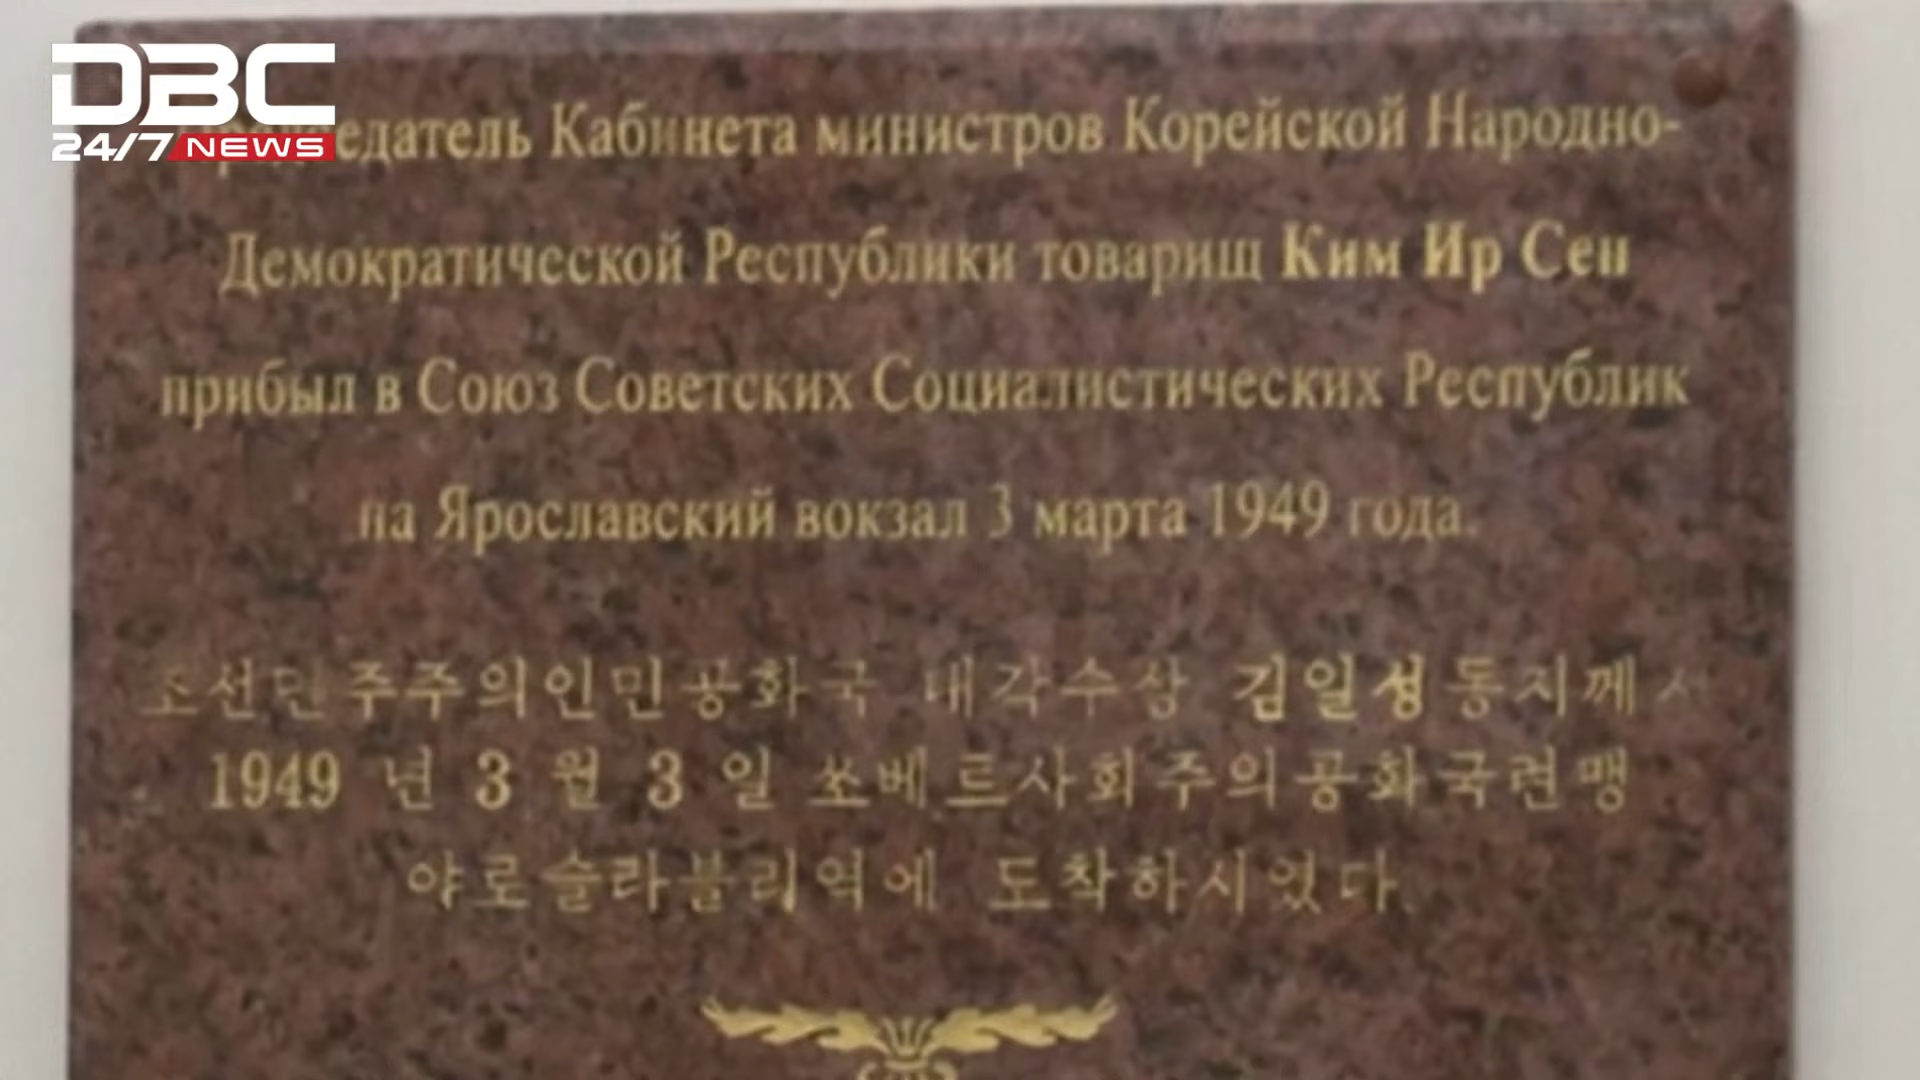 DBC
24/7 NEWS
едатель Кабинета министров Корейской Народно-
Демократической Республики товарищ Ким Ир Сен
прибыл в Союз Советских Социалистических Республик
на Ярославский вокзал 3 марта 1949 года.
조선민주주의인민공화국 내각수상 김일성동지께서
1949 년 3 월 3 일 쏘베트사회주의공화국련맹
야로슬라블리역에 도착하시였다.